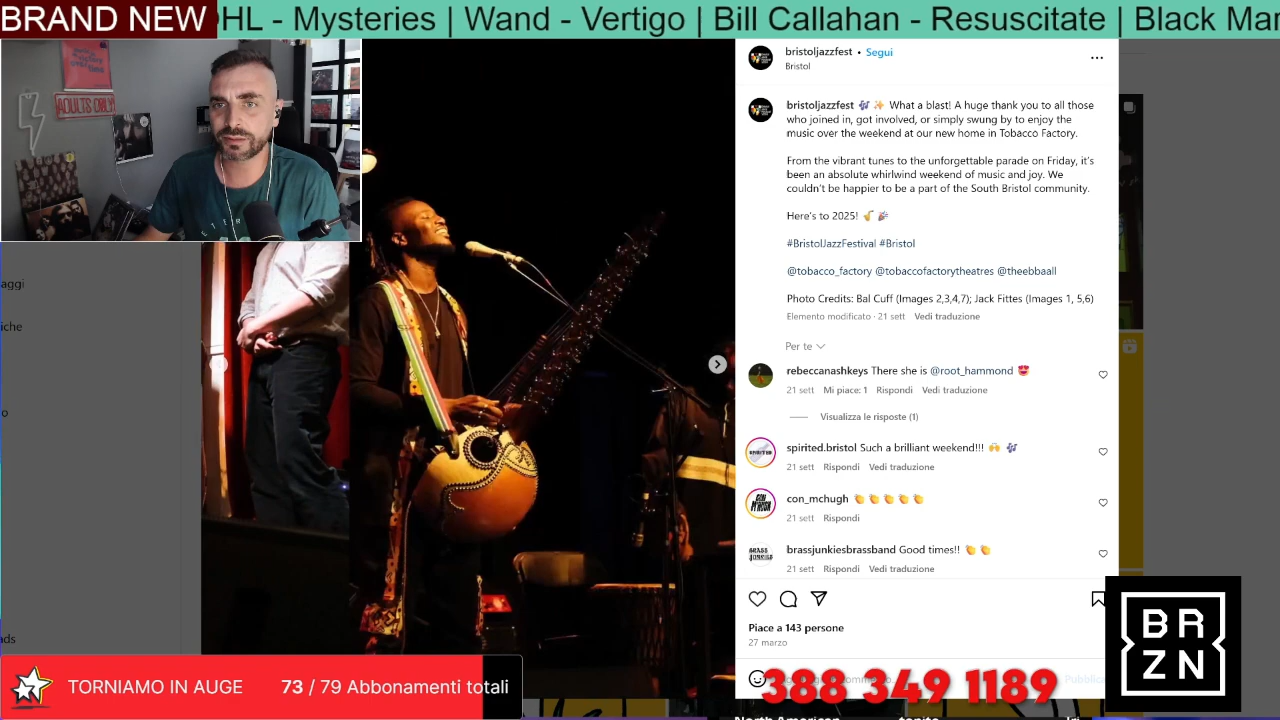 BRAND NEW
HL - Mysteries | Wand - Vertigo | Bill Callahan - Resuscitate | Black Mar
ADULTS ONLY
bristoljazzfest • Segui
Bristol
bristoljazzfest 🎶 ✨ What a blast! A huge thank you to all those
who joined in, got involved, or simply swung by to enjoy the
music over the weekend at our new home in Tobacco Factory.
From the vibrant tunes to the unforgettable parade on Friday, it's
been an absolute whirlwind weekend of music and joy. We
couldn't be happier to be a part of the South Bristol community.
Here's to 2025! 🎷 🎉
#BristolJazzFestival #Bristol
@tobacco_factory @tobaccofactorytheatres @theebbaall
Photo Credits: Bal Cuff (Images 2,3,4,7); Jack Fittes (Images 1, 5,6)
Elemento modificato · 21 sett Vedi traduzione
Per te
rebeccanashkeys There she is @root_hammond 😍
21 sett Mi piace: 1 Rispondi Vedi traduzione
Visualizza le risposte (1)
spirited.bristol Such a brilliant weekend!!! 🙌 🎶
21 sett Rispondi Vedi traduzione
con_mchugh 👏 👏 👏 👏 👏
21 sett Rispondi
brassjunkiesbrassband Good times!! 👏 👏
21 sett Rispondi Vedi traduzione
Piace a 143 persone
27 marzo
Pubblica
388 349 1189
BR
ZN
aggi
iche
o
ads
TORNIAMO IN AUGE 73 / 79 Abbonamenti totali